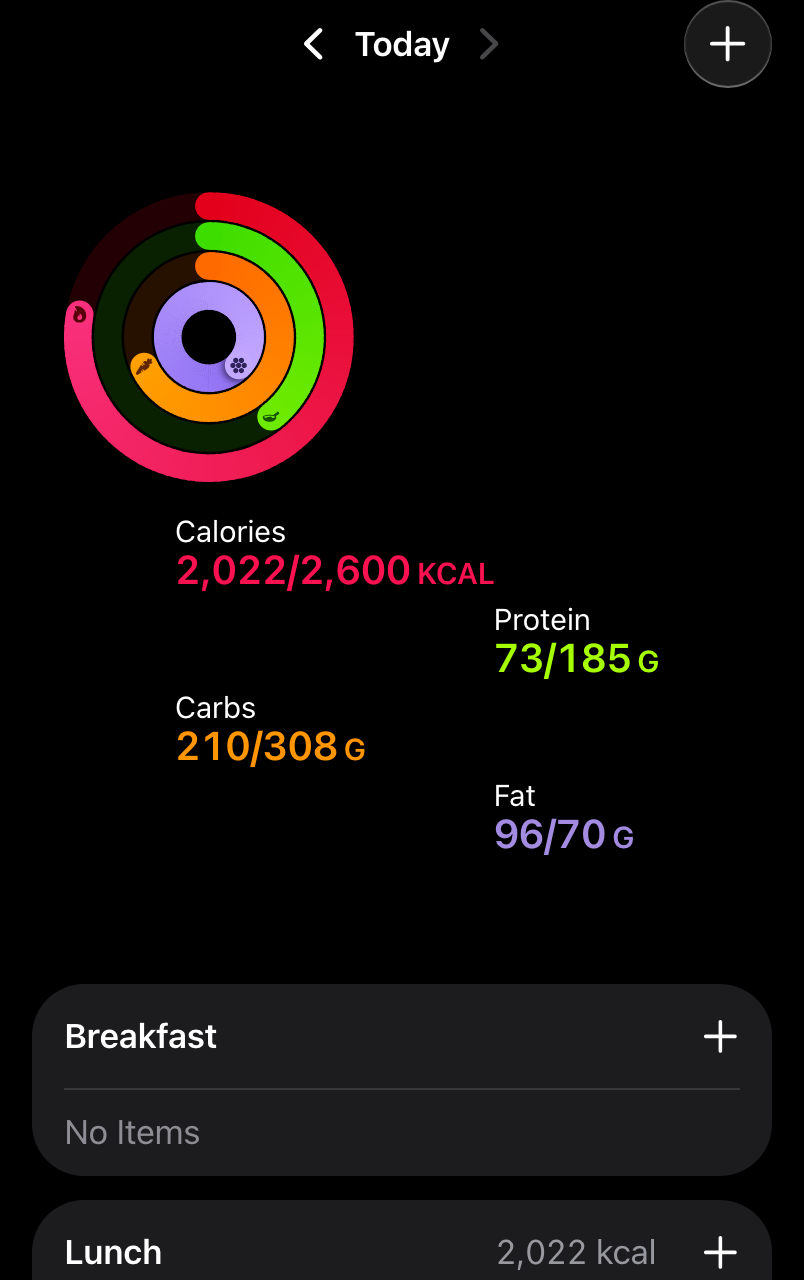 Today
Calories
2,022/2,600 KCAL
Protein
73/185 G
Carbs
210/308 G
Fat
96/70 G
Breakfast
No Items
Lunch 2,022 kcal